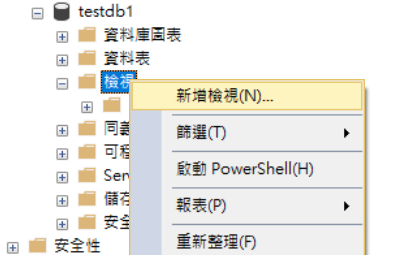 testdb1
資料庫圖表
資料表
檢視
新增檢視(N)...
同義
篩選(T)
可程
啟動 PowerShell(H)
Serv
儲存
報表(P)
安全
安全性
重新整理(F)